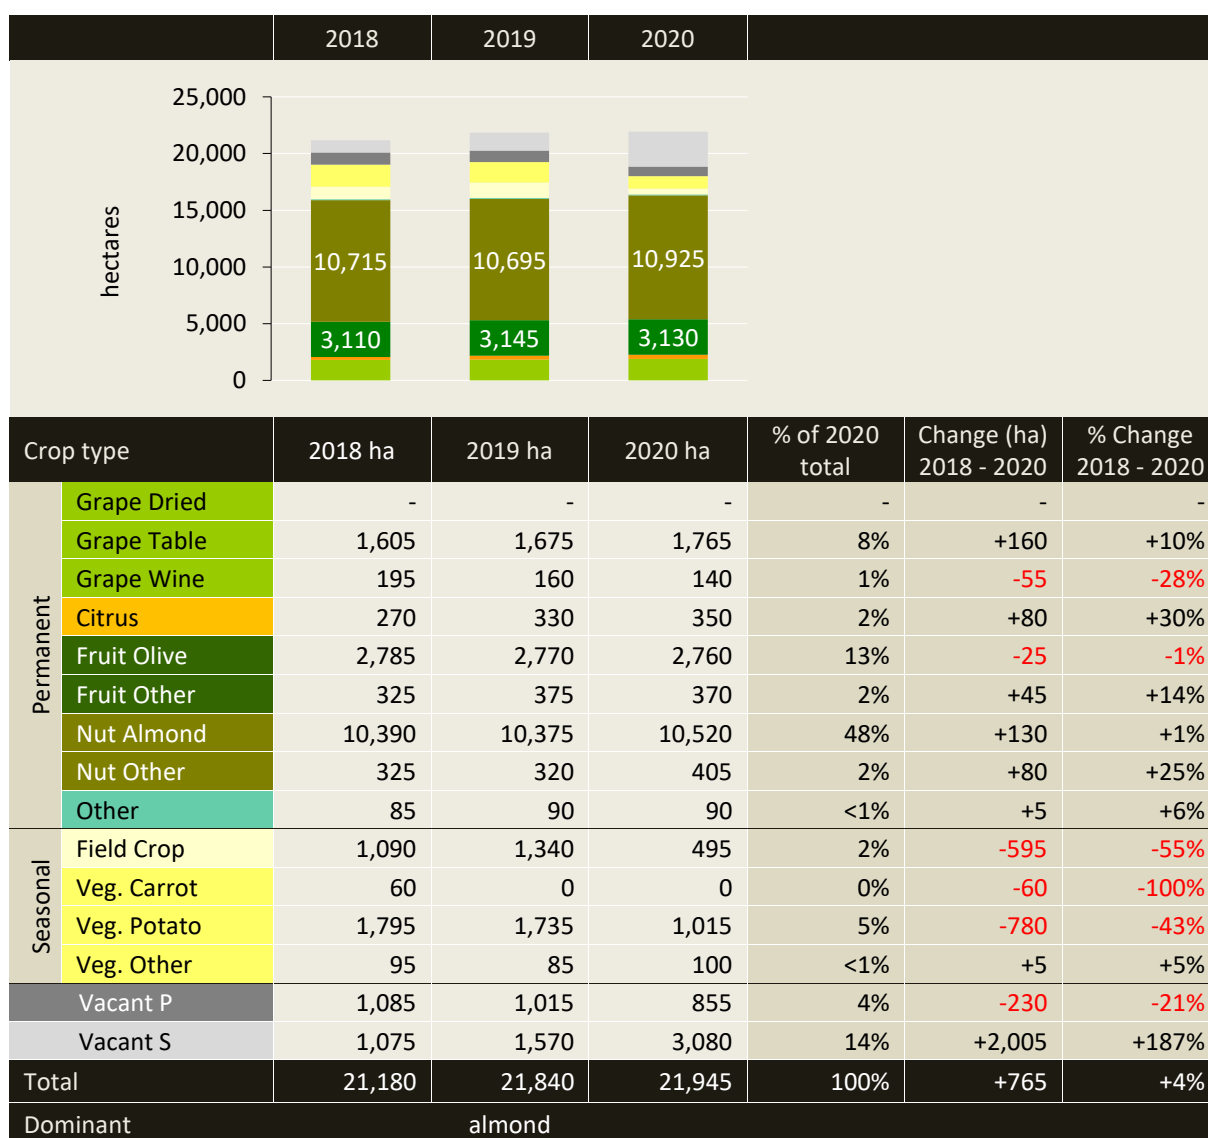 2018 2019 2020
25,000
20,000
15,000
10,000
5,000
0
hectares
10,715 10,695 10,925
3,110 3,145 3,130
Crop type 2018 ha 2019 ha 2020 ha % of 2020 total Change (ha) 2018 - 2020 % Change 2018 - 2020
Permanent
Grape Dried - - - - - -
Grape Table 1,605 1,675 1,765 8% +160 +10%
Grape Wine 195 160 140 1% -55 -28%
Citrus 270 330 350 2% +80 +30%
Fruit Olive 2,785 2,770 2,760 13% -25 -1%
Fruit Other 325 375 370 2% +45 +14%
Nut Almond 10,390 10,375 10,520 48% +130 +1%
Nut Other 325 320 405 2% +80 +25%
Other 85 90 90 <1% +5 +6%
Seasonal
Field Crop 1,090 1,340 495 2% -595 -55%
Veg. Carrot 60 0 0 0% -60 -100%
Veg. Potato 1,795 1,735 1,015 5% -780 -43%
Veg. Other 95 85 100 <1% +5 +5%
Vacant P 1,085 1,015 855 4% -230 -21%
Vacant S 1,075 1,570 3,080 14% +2,005 +187%
Total 21,180 21,840 21,945 100% +765 +4%
Dominant almond